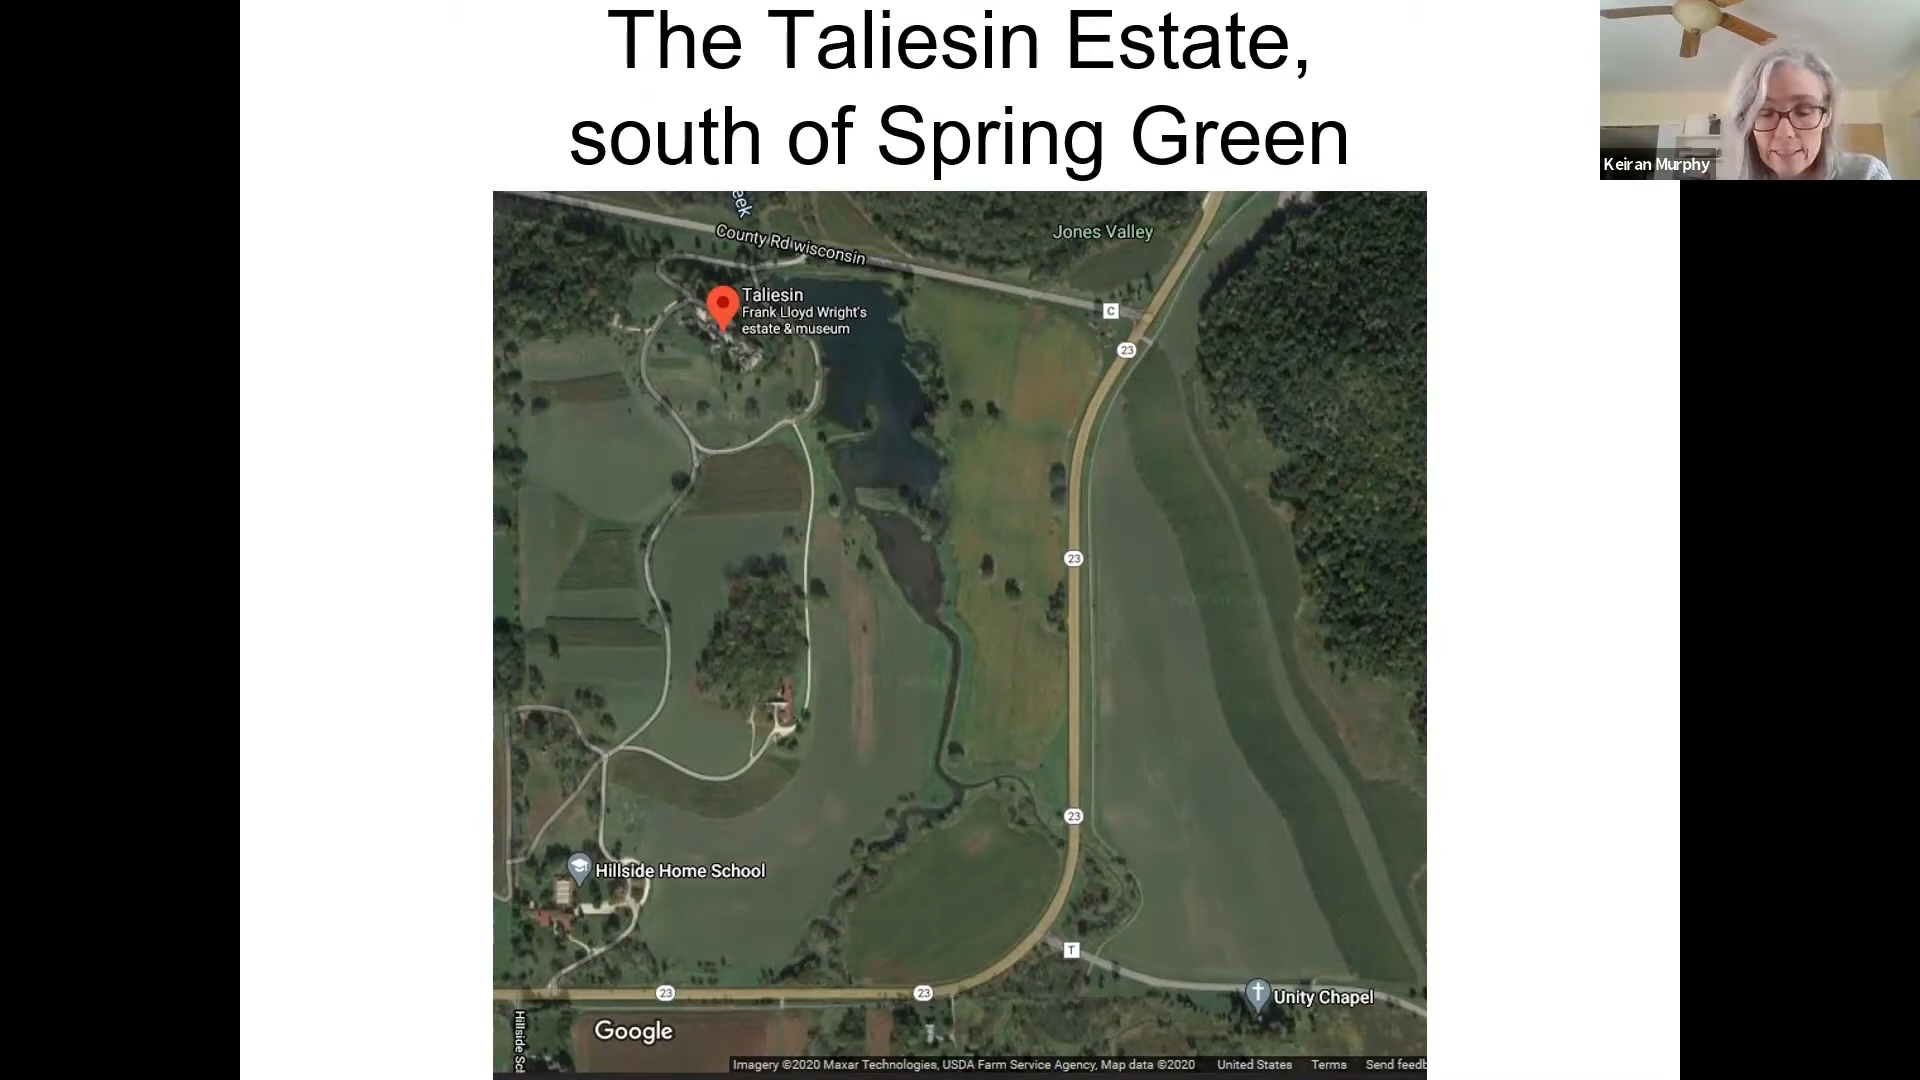 The Taliesin Estate,
south of Spring Green
Keiran Murphy
eek
County Rd wisconsin
Jones Valley
Taliesin
Frank Lloyd Wright's
estate & museum
C
23
23
23
Hillside Home School
T
23
23
Unity Chapel
Hillside Sch
Google
Imagery ©2020 Maxar Technologies, USDA Farm Service Agency, Map data ©2020 United States Terms Send feedb